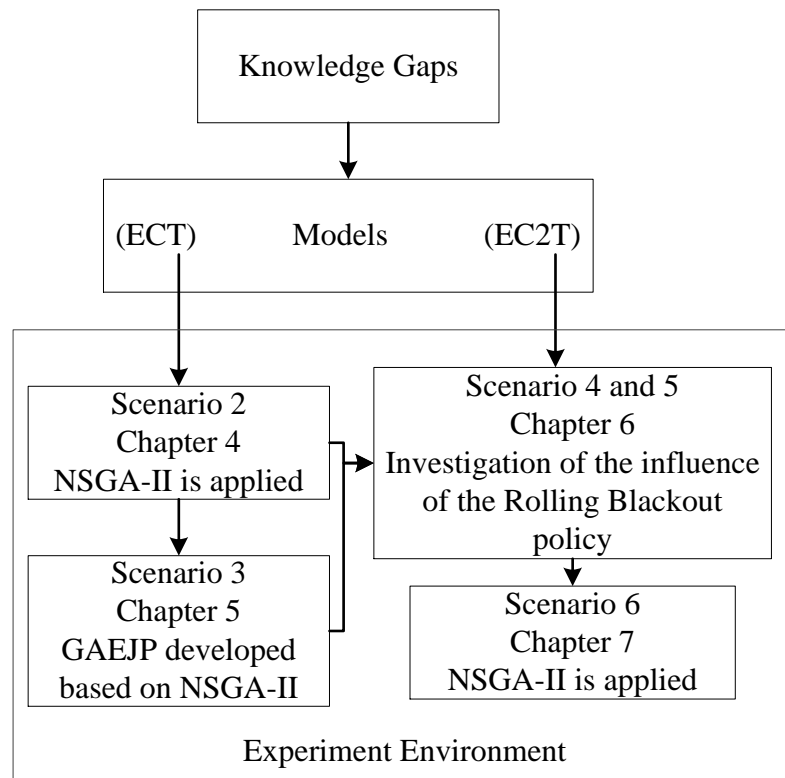 Knowledge Gaps
(ECT) Models (EC2T)
Scenario 2
Chapter 4
NSGA-II is applied
Scenario 3
Chapter 5
GAEJP developed
based on NSGA-II
Scenario 4 and 5
Chapter 6
Investigation of the influence
of the Rolling Blackout
policy
Scenario 6
Chapter 7
NSGA-II is applied
Experiment Environment